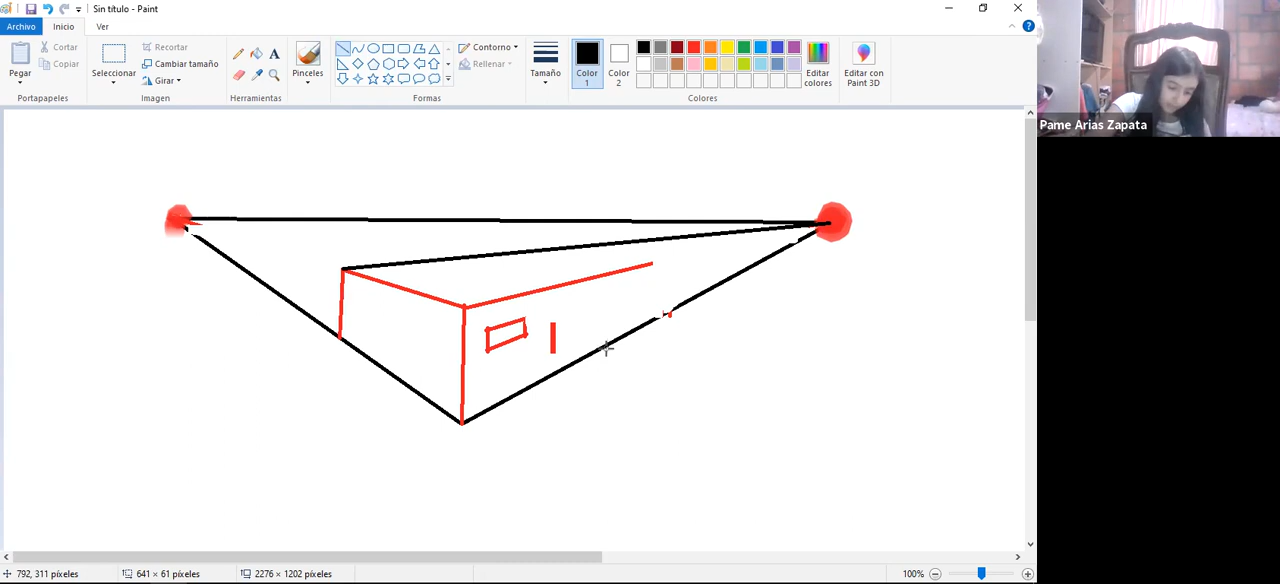 Sin título - Paint
Archivo Inicio Ver
Pegar
Cortar
Copiar
Portapapeles
Seleccionar
Recortar
Cambiar tamaño
Girar
Imagen
A
Herramientas
Pinceles
Contorno
Rellenar
Formas
Tamaño
Color 1
Color 2
Editar colores
Colores
Editar con Paint 3D
Pame Arias Zapata
792, 311 píxeles 641 × 61 píxeles 2276 × 1202 píxeles 100%